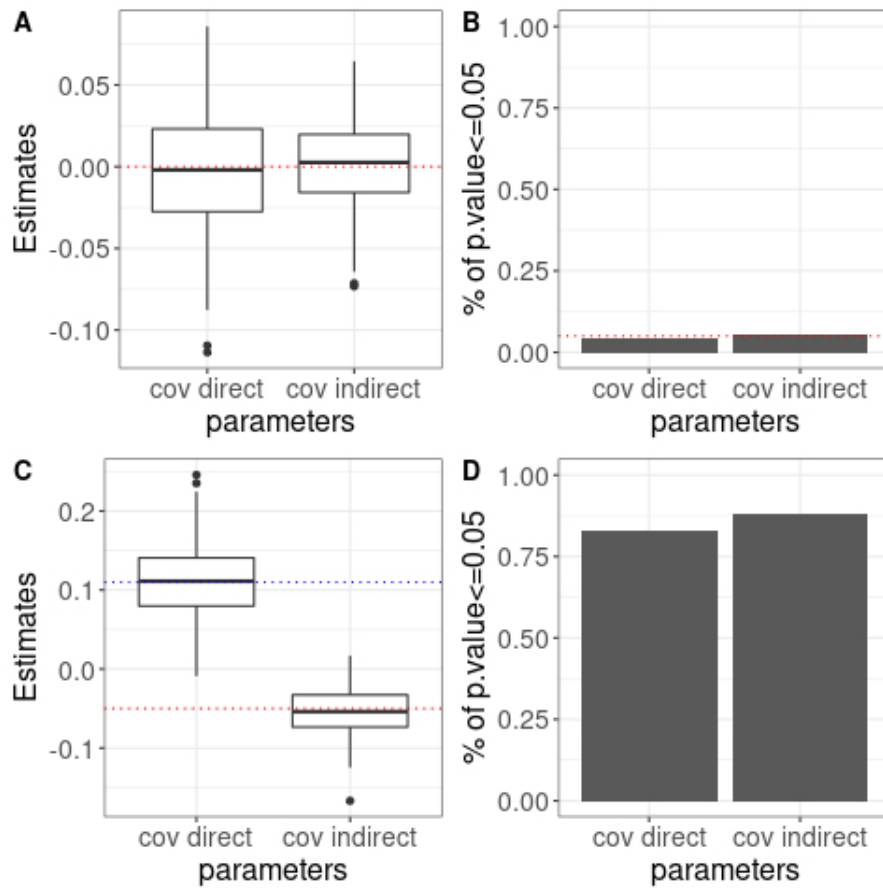 A
Estimates
0.05
0.00
-0.05
-0.10
cov direct cov indirect
parameters
B
% of p.value<=0.05
1.00
0.75
0.50
0.25
0.00
cov direct cov indirect
parameters
C
Estimates
0.2
0.1
0.0
-0.1
cov direct cov indirect
parameters
D
% of p.value<=0.05
1.00
0.75
0.50
0.25
0.00
cov direct cov indirect
parameters